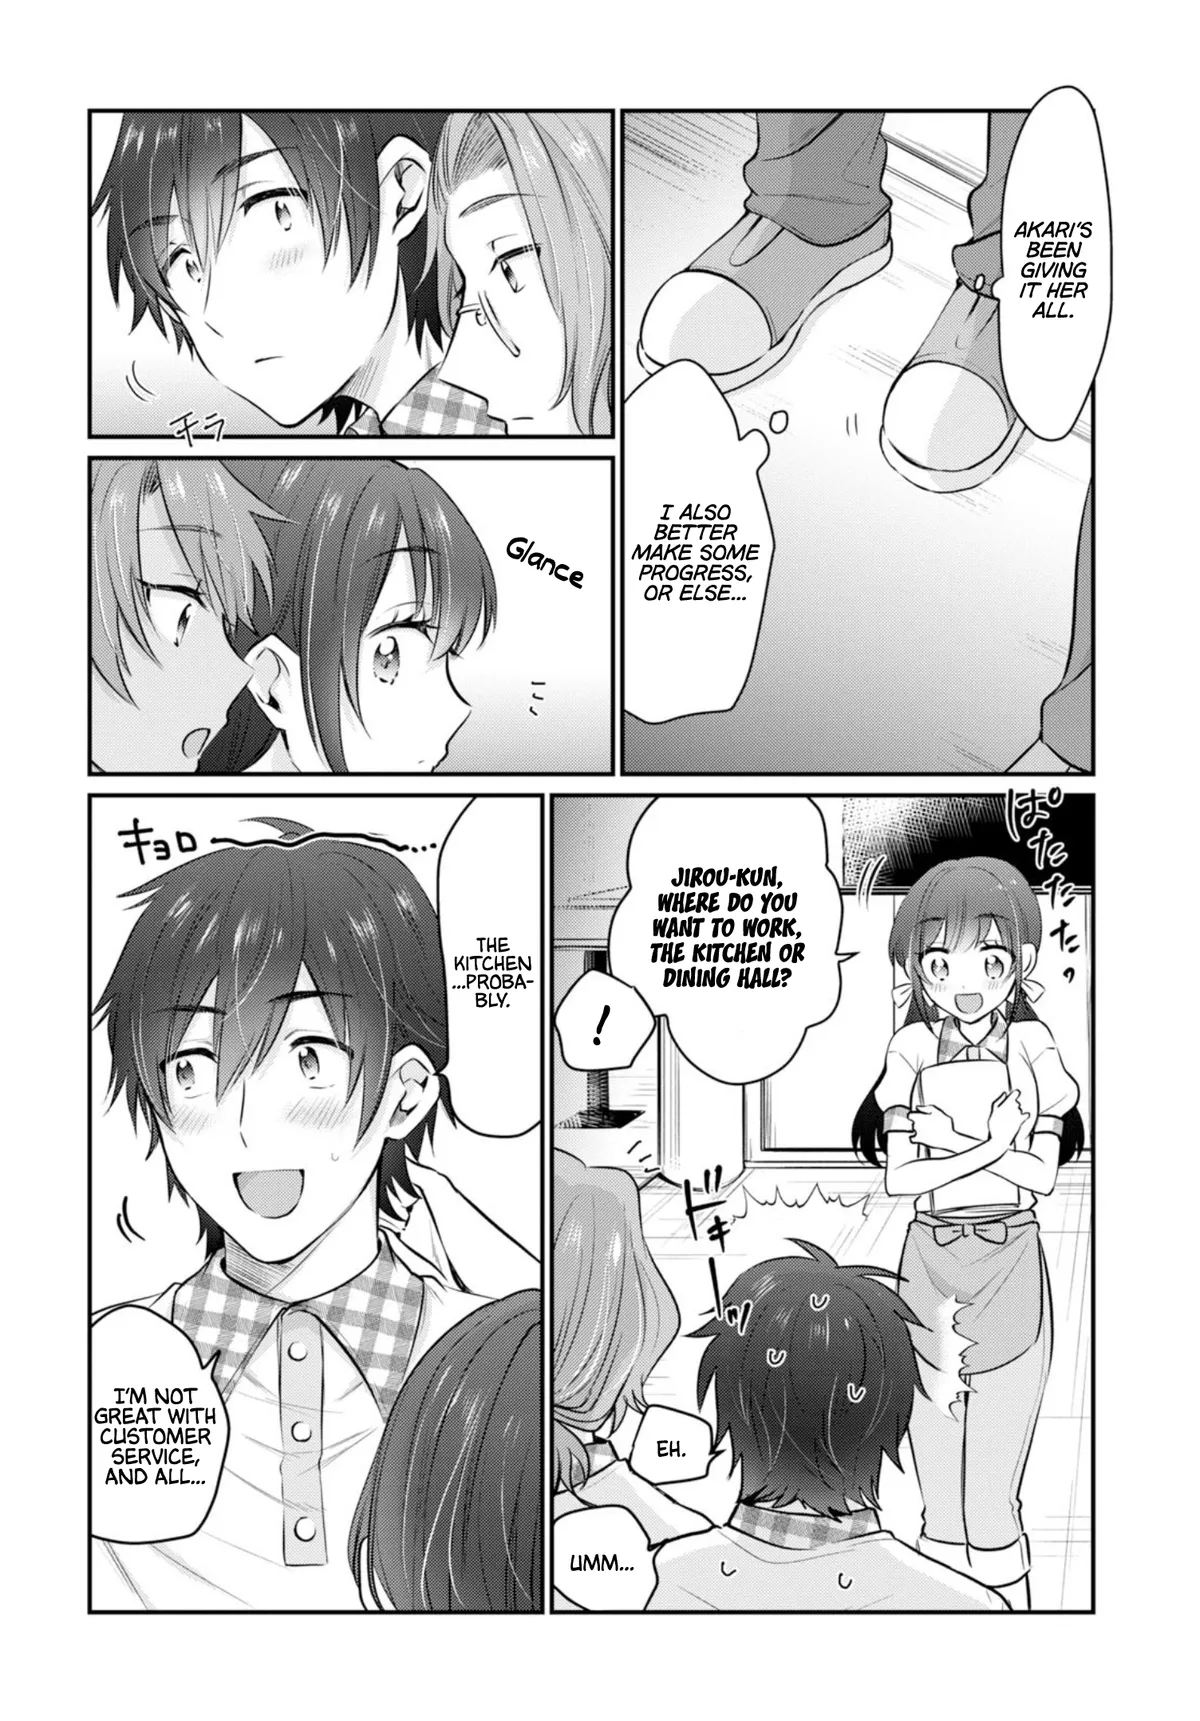 AKARI'S
BEEN
GIVING
IT HER
ALL.
I ALSO
BETTER
MAKE SOME
PROGRESS,
OR ELSE...
チラ
Glance
ぱたたたっ
JIROU-KUN,
WHERE DO YOU
WANT TO WORK,
THE KITCHEN OR
DINING HALL?
!
ドキッ
EH.
UMM...
キョロ
THE
KITCHEN
...PROBA-
BLY.
I'M NOT
GREAT WITH
CUSTOMER
SERVICE,
AND ALL...